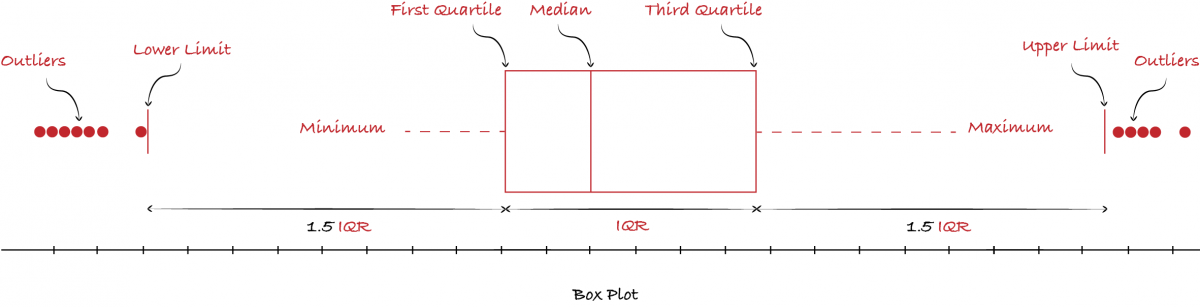 First Quartile
Median
Third Quartile
Outliers
Lower Limit
Upper Limit
Outliers
Minimum
Maximum
1.5 IQR
IQR
1.5 IQR
Box Plot